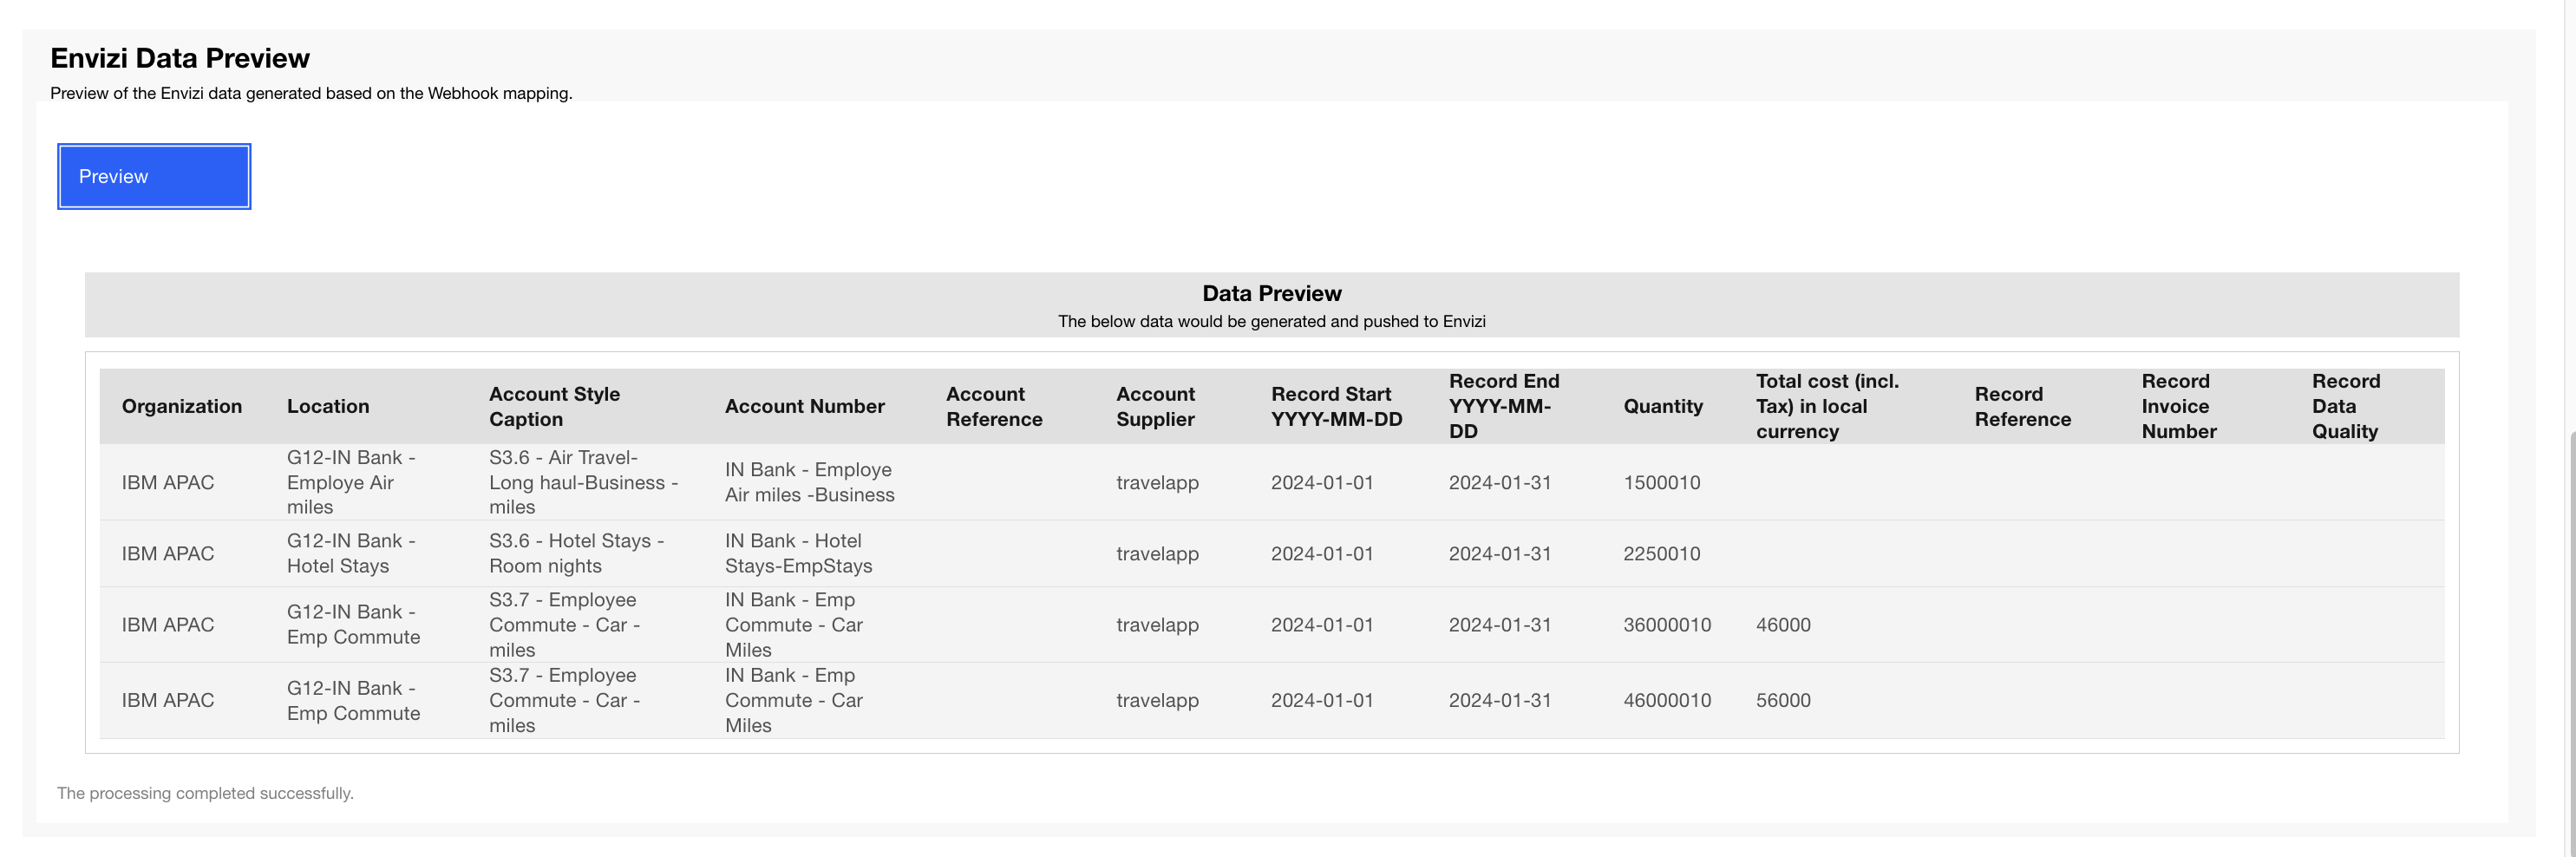 Envizi Data Preview
Preview of the Envizi data generated based on the Webhook mapping.
Preview
Data Preview
The below data would be generated and pushed to Envizi
Organization
Location
Account Style
Caption
Account Number
Account
Reference
Account
Supplier
Record Start
YYYY-MM-DD
Record End
YYYY-MM-
DD
Quantity
Total cost (incl.
Tax) in local
currency
Record
Reference
Record
Invoice
Number
Record
Data
Quality
IBM APAC
G12-IN Bank -
Employe Air
miles
S3.6 - Air Travel-
Long haul-Business -
miles
IN Bank - Employe
Air miles -Business
travelapp
2024-01-01
2024-01-31
1500010
IBM APAC
G12-IN Bank -
Hotel Stays
S3.6 - Hotel Stays -
Room nights
IN Bank - Hotel
Stays-EmpStays
travelapp
2024-01-01
2024-01-31
2250010
IBM APAC
G12-IN Bank -
Emp Commute
S3.7 - Employee
Commute - Car -
miles
IN Bank - Emp
Commute - Car
Miles
travelapp
2024-01-01
2024-01-31
36000010
46000
IBM APAC
G12-IN Bank -
Emp Commute
S3.7 - Employee
Commute - Car -
miles
IN Bank - Emp
Commute - Car
Miles
travelapp
2024-01-01
2024-01-31
46000010
56000
The processing completed successfully.